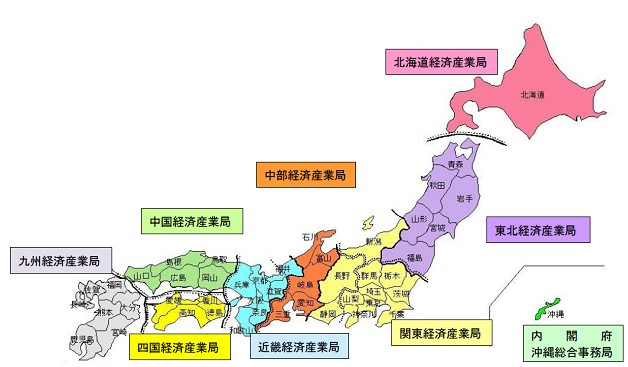 北海道経済産業局
北海道
青森
秋田
岩手
中部経済産業局
山形
宮城
中国経済産業局
東北経済産業局
石川
新潟
富山
福島
九州経済産業局
鳥取
島根
福井
山口
広島
岡山
兵庫
京都
滋賀
岐阜
長野
群馬
栃木
福岡
佐賀
長崎
大分
熊本
愛媛
香川
高知
徳島
大阪
奈良
愛知
山梨
埼玉
東京
茨城
宮崎
鹿児島
和歌山
三重
静岡
神奈川
千葉
沖縄
四国経済産業局
近畿経済産業局
関東経済産業局
内閣府
沖縄総合事務局